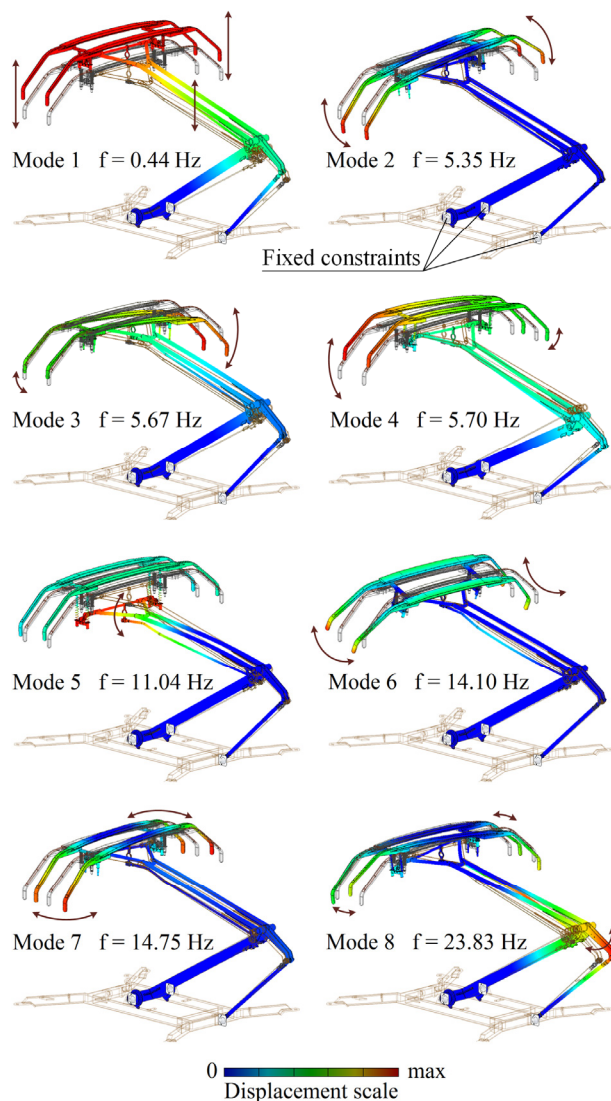 Mode 1 f = 0.44 Hz
Mode 2 f = 5.35 Hz
Fixed constraints
Mode 3 f = 5.67 Hz
Mode 4 f = 5.70 Hz
Mode 5 f = 11.04 Hz
Mode 6 f = 14.10 Hz
Mode 7 f = 14.75 Hz
Mode 8 f = 23.83 Hz
0 max
Displacement scale